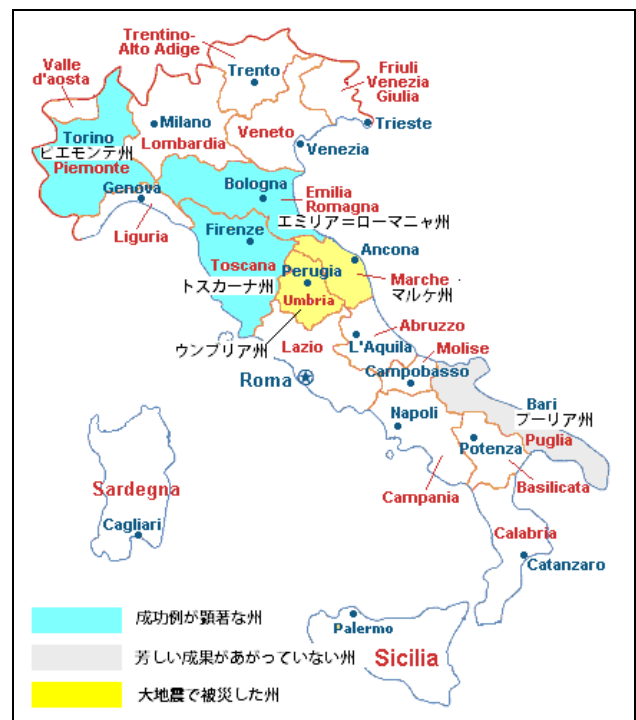 Trentino-
Alto Adige
Valle
d'aosta
Trento
Friuli
Venezia
Giulia
Milano
Lombardia
Veneto
Trieste
Venezia
Torino
ピエモンテ州
Piemonte
Genova
Bologna
Emilia
Romagna
エミリア=ローマニャ州
Liguria
Firenze
Toscana
トスカーナ州
Ancona
Perugia
Marche
マルケ州
Umbria
ウンブリア州
Lazio
Abruzzo
L'Aquila
Molise
Campobasso
Roma
Napoli
Bari
プーリア州
Puglia
Potenza
Basilicata
Campania
Sardegna
Cagliari
Calabria
Catanzaro
Palermo
Sicilia
成功例が顕著な州
芳しい成果があがっていない州
大地震で被災した州